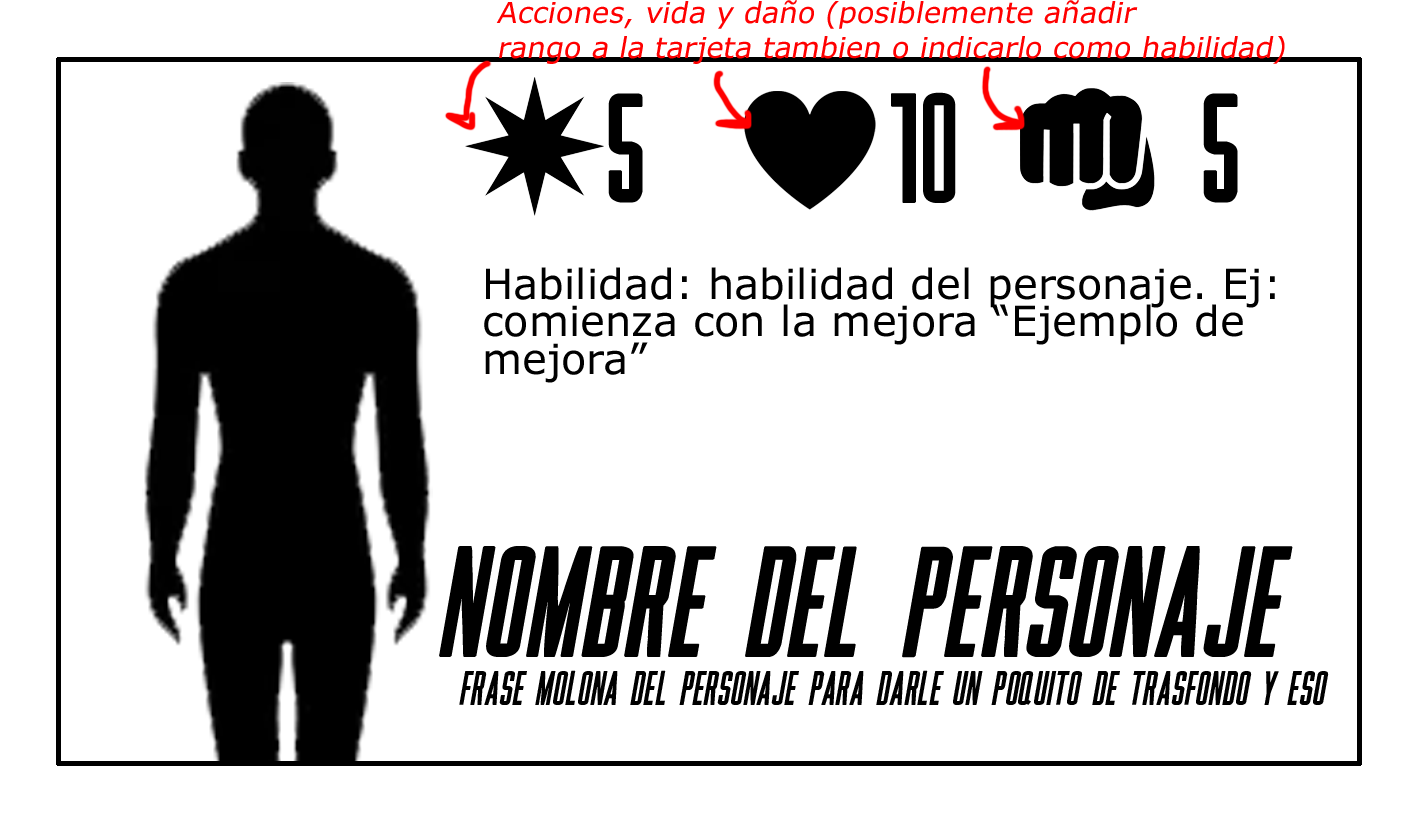 Acciones, vida y daño (posiblemente añadir
rango a la tarjeta tambien o indicarlo como habilidad)
5 10 5
Habilidad: habilidad del personaje. Ej:
comienza con la mejora “Ejemplo de
mejora”
NOMBRE DEL PERSONAJE
FRASE MOLONA DEL PERSONAJE PARA DARLE UN POQUITO DE TRASFONDO Y ESO